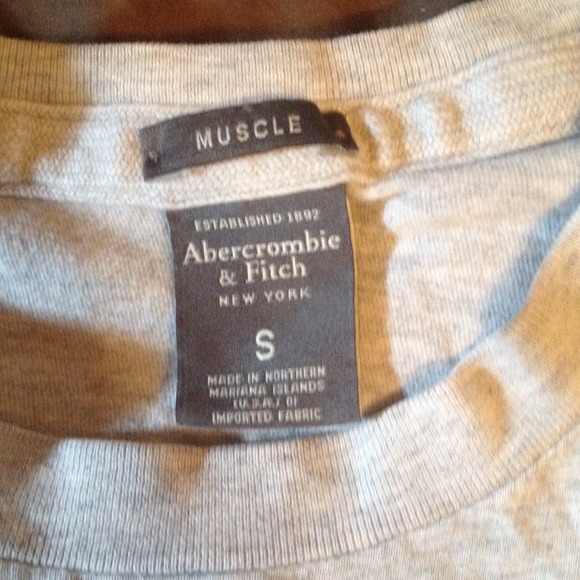 MUSCLE
ESTABLISHED 1892
Abercrombie
& Fitch
NEW YORK
S
MADE IN NORTHERN
MARIANA ISLANDS
(U.S.A.) OF
IMPORTED FABRIC